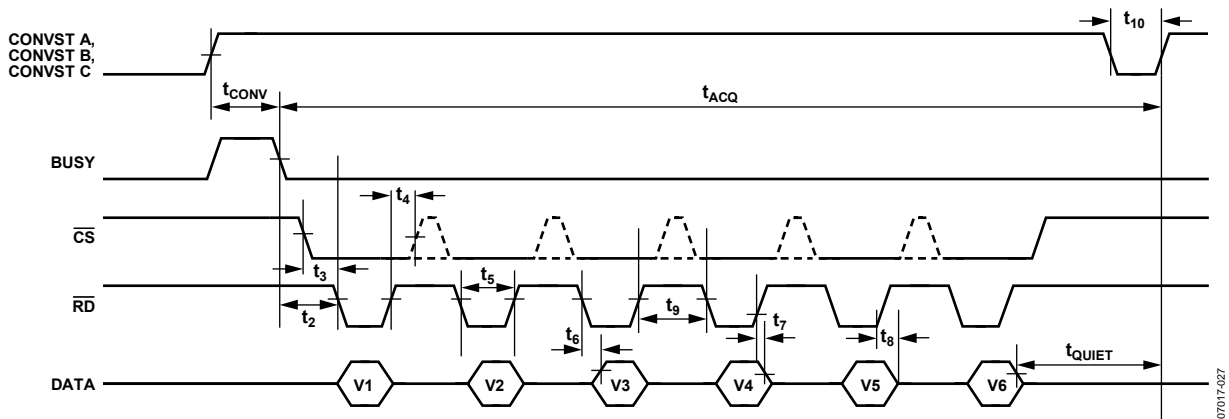 CONVST A,
CONVST B,
CONVST C
t10
tCONV
tACQ
BUSY
t4
CS
t3
t5
RD
t2
t9
t7
t6
t8
tQUIET
DATA
V1
V2
V3
V4
V5
V6
07017-027